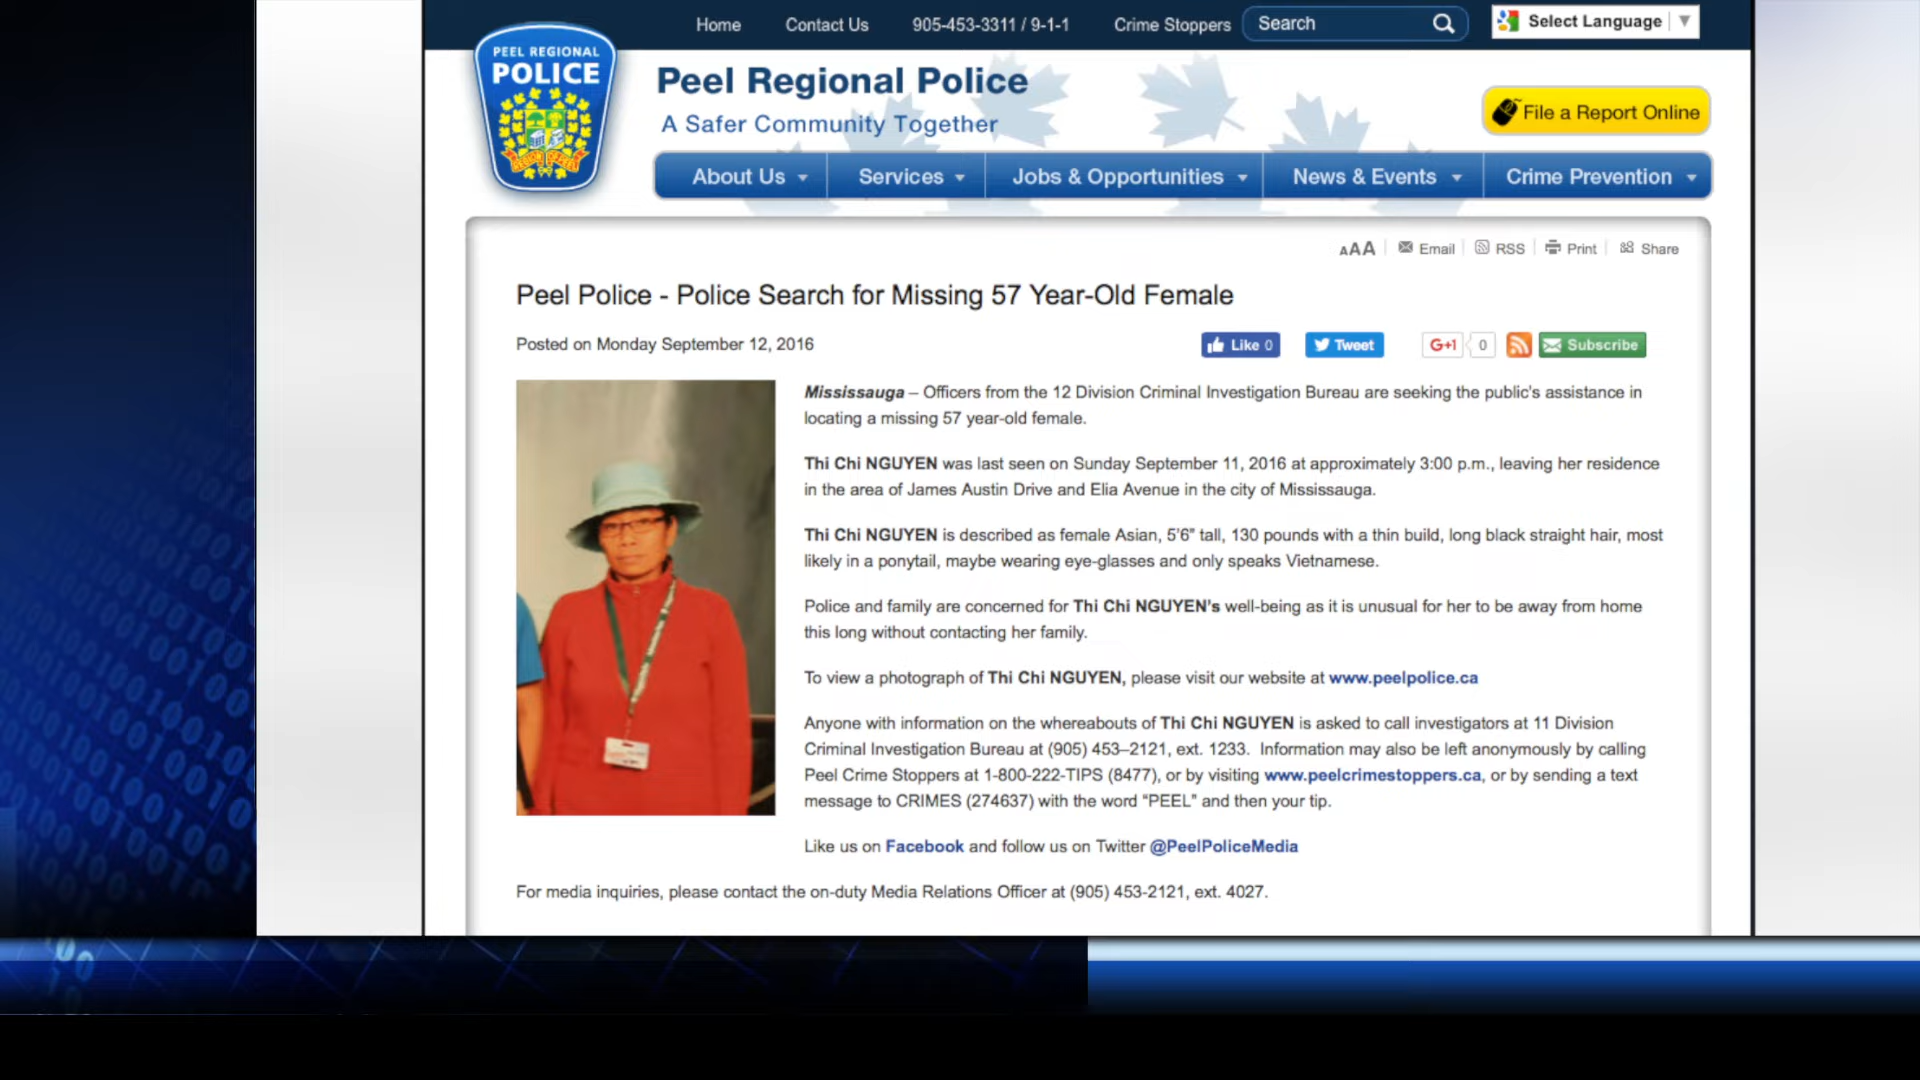 Home Contact Us 905-453-3311 / 9-1-1 Crime Stoppers Search Select Language
PEEL REGIONAL
POLICE
Peel Regional Police
A Safer Community Together
File a Report Online
About Us Services Jobs & Opportunities News & Events Crime Prevention
AAA Email RSS Print Share
Peel Police - Police Search for Missing 57 Year-Old Female
Posted on Monday September 12, 2016
Like 0 Tweet G+1 0 Subscribe
Mississauga – Officers from the 12 Division Criminal Investigation Bureau are seeking the public's assistance in
locating a missing 57 year-old female.
Thi Chi NGUYEN was last seen on Sunday September 11, 2016 at approximately 3:00 p.m., leaving her residence
in the area of James Austin Drive and Elia Avenue in the city of Mississauga.
Thi Chi NGUYEN is described as female Asian, 5'6" tall, 130 pounds with a thin build, long black straight hair, most
likely in a ponytail, maybe wearing eye-glasses and only speaks Vietnamese.
Police and family are concerned for Thi Chi NGUYEN's well-being as it is unusual for her to be away from home
this long without contacting her family.
To view a photograph of Thi Chi NGUYEN, please visit our website at www.peelpolice.ca
Anyone with information on the whereabouts of Thi Chi NGUYEN is asked to call investigators at 11 Division
Criminal Investigation Bureau at (905) 453–2121, ext. 1233. Information may also be left anonymously by calling
Peel Crime Stoppers at 1-800-222-TIPS (8477), or by visiting www.peelcrimestoppers.ca, or by sending a text
message to CRIMES (274637) with the word “PEEL” and then your tip.
Like us on Facebook and follow us on Twitter @PeelPoliceMedia
For media inquiries, please contact the on-duty Media Relations Officer at (905) 453-2121, ext. 4027.